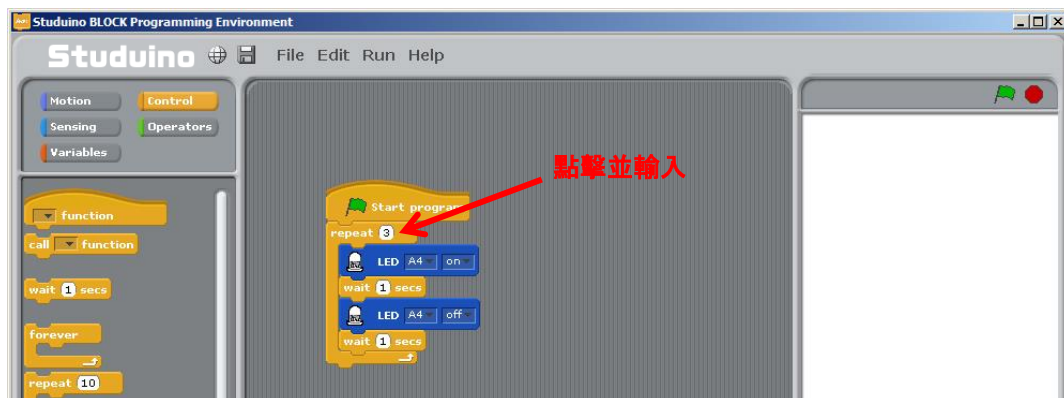 Studuino BLOCK Programming Environment
Studuino File Edit Run Help
Motion Control
Sensing Operators
Variables
function
call function
wait 1 secs
forever
repeat 10
點擊並輸入
Start program
repeat 3
LED A4 on
wait 1 secs
LED A4 off
wait 1 secs